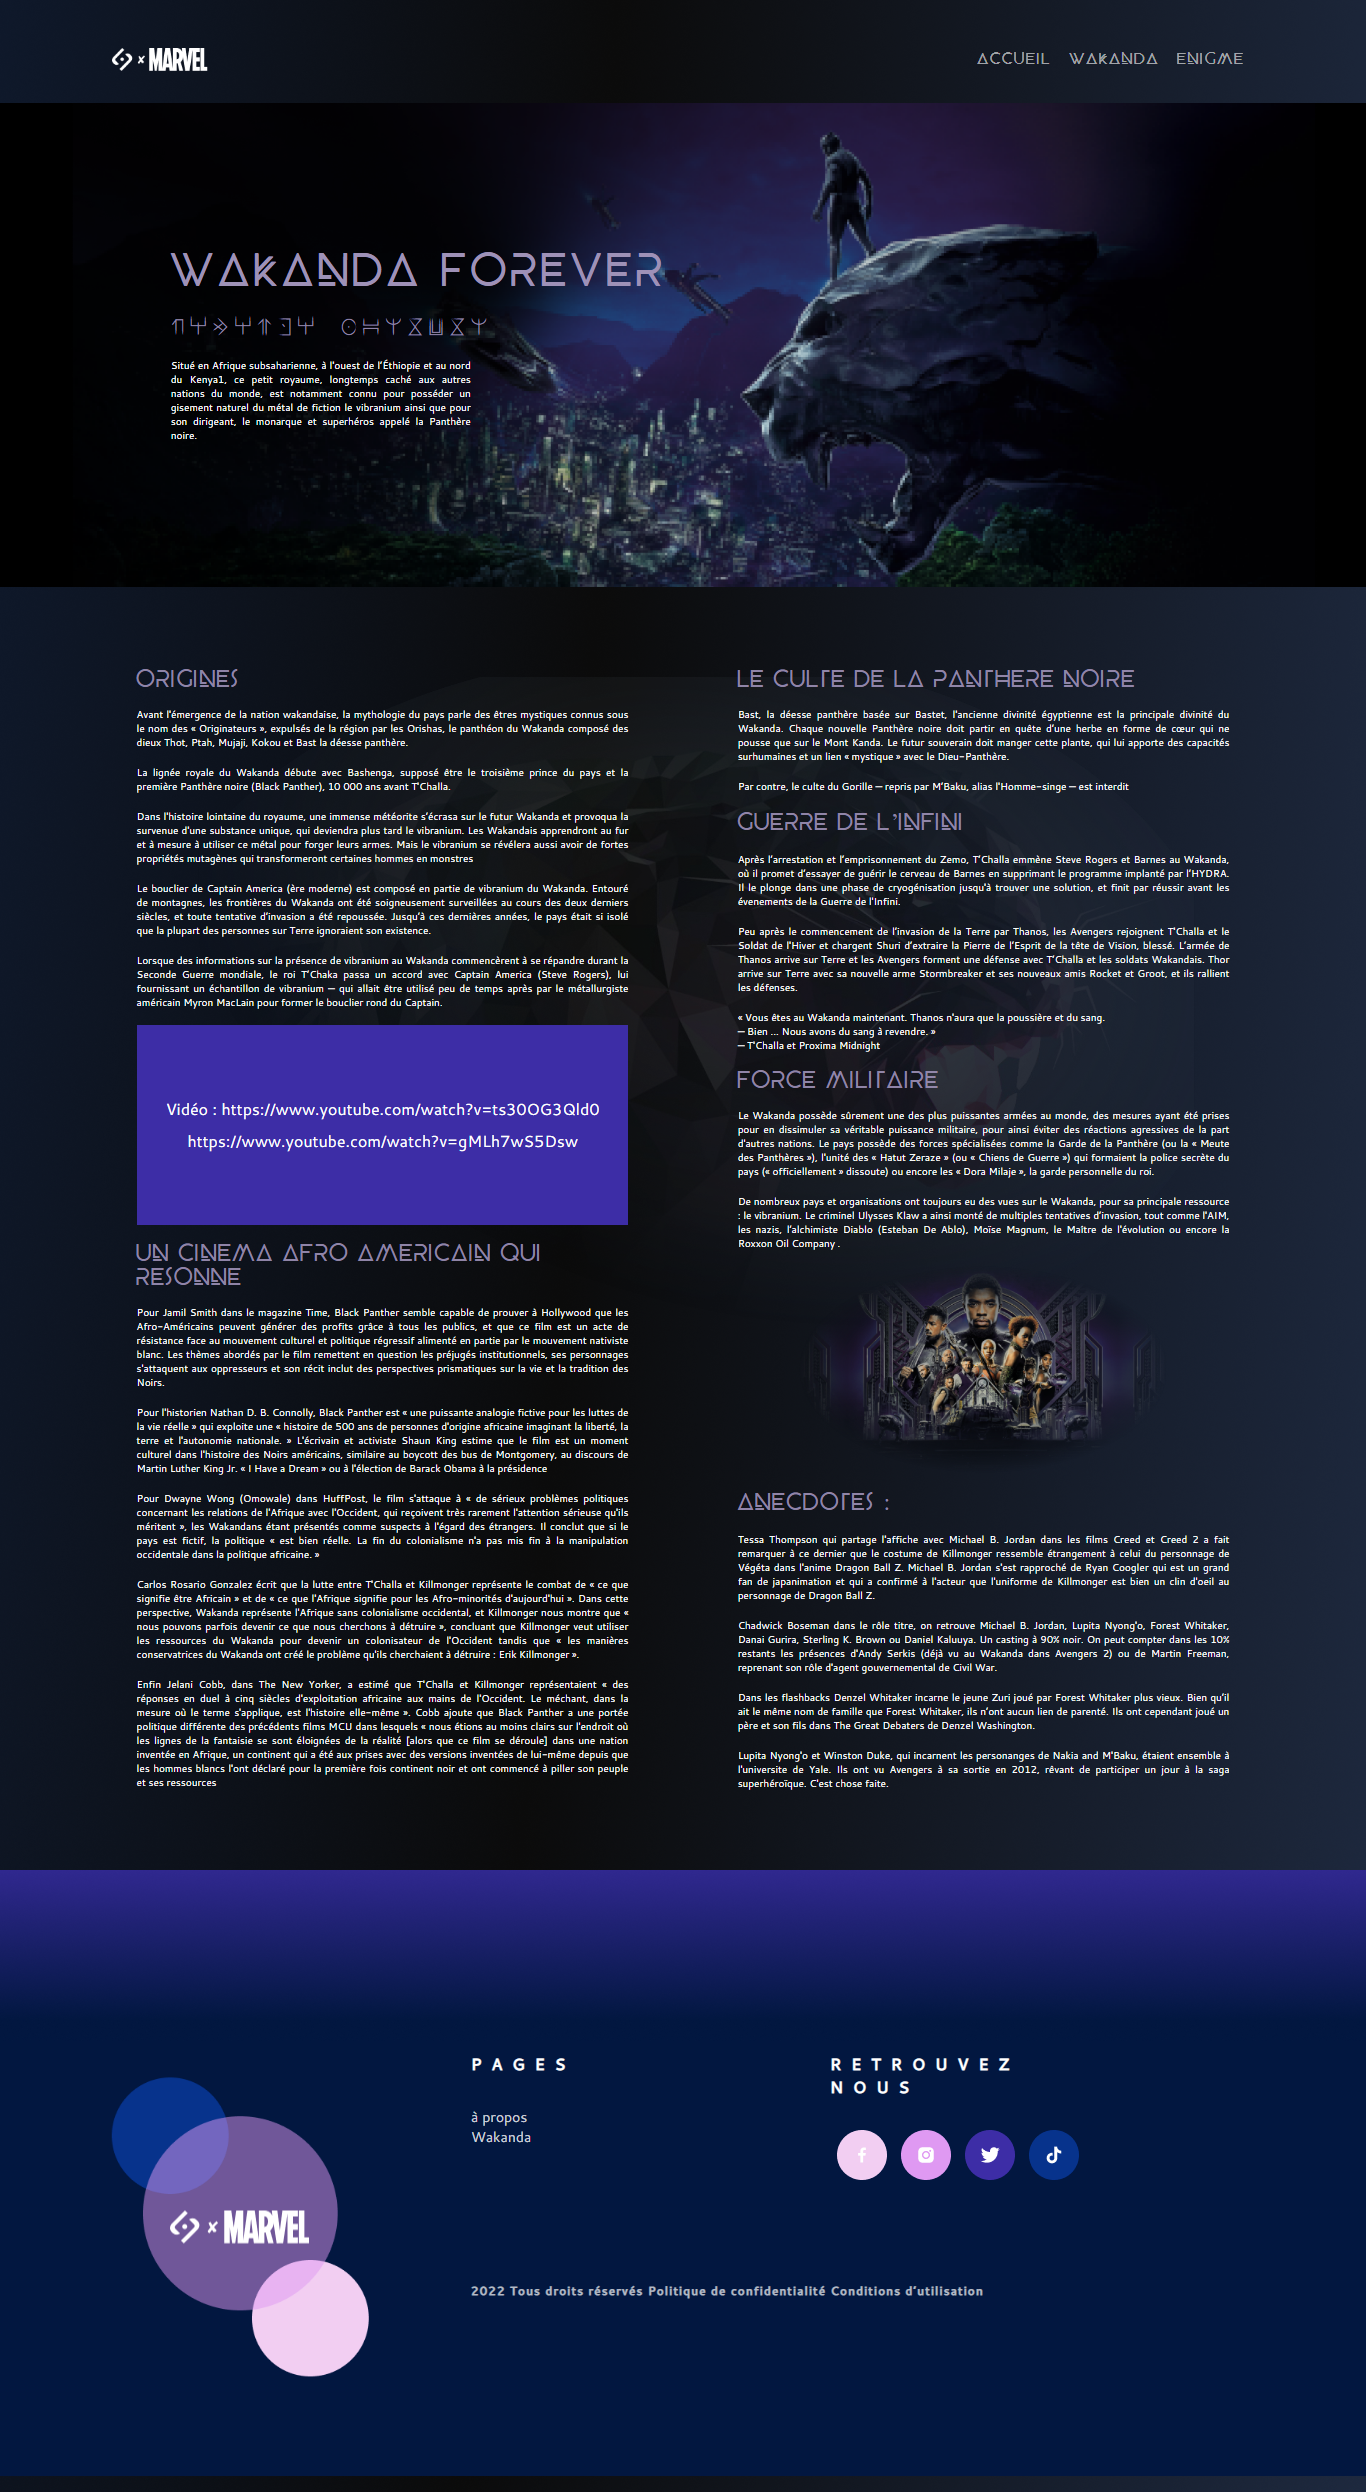 × MARVEL
ACCUEIL WAKANDA ENIGME
WAKANDA FOREVER
Situé en Afrique subsaharienne, à l'ouest de l'Éthiopie et au nord
du Kenya1, ce petit royaume, longtemps caché aux autres
nations du monde, est notamment connu pour posséder un
gisement naturel du métal de fiction le vibranium ainsi que pour
son dirigeant, le monarque et superhéros appelé la Panthère
noire.
ORIGINES
Avant l'émergence de la nation wakandaise, la mythologie du pays parle des êtres mystiques connus sous
le nom des « Originateurs », expulsés de la région par les Orishas, le panthéon du Wakanda composé des
dieux Thot, Ptah, Mujaji, Kokou et Bast la déesse panthère.
La lignée royale du Wakanda débute avec Bashenga, supposé être le troisième prince du pays et la
première Panthère noire (Black Panther), 10 000 ans avant T'Challa.
Dans l'histoire lointaine du royaume, une immense météorite s'écrasa sur le futur Wakanda et provoqua la
survenue d'une substance unique, qui deviendra plus tard le vibranium. Les Wakandais apprendront au fur
et à mesure à utiliser ce métal pour forger leurs armes. Mais le vibranium se révélera aussi avoir de fortes
propriétés mutagènes qui transformeront certaines hommes en monstres
Le bouclier de Captain America (ère moderne) est composé en partie de vibranium du Wakanda. Entouré
de montagnes, les frontières du Wakanda ont été soigneusement surveillées au cours des deux derniers
siècles, et toute tentative d'invasion a été repoussée. Jusqu'à ces dernières années, le pays était si isolé
que la plupart des personnes sur Terre ignoraient son existence.
Lorsque des informations sur la présence de vibranium au Wakanda commencèrent à se répandre durant la
Seconde Guerre mondiale, le roi T'Chaka passa un accord avec Captain America (Steve Rogers), lui
fournissant un échantillon de vibranium — qui allait être utilisé peu de temps après par le métallurgiste
américain Myron MacLain pour former le bouclier rond du Captain.
Vidéo : https://www.youtube.com/watch?v=ts30OG3Qld0
https://www.youtube.com/watch?v=gMLh7wS5Dsw
UN CINEMA AFRO AMERICAIN QUI
RESONNE
Pour Jamil Smith dans le magazine Time, Black Panther semble capable de prouver à Hollywood que les
Afro-Américains peuvent générer des profits grâce à tous les publics, et que ce film est un acte de
résistance face au mouvement culturel et politique régressif alimenté en partie par le mouvement nativiste
blanc. Les thèmes abordés par le film remettent en question les préjugés institutionnels, ses personnages
s'attaquent aux oppresseurs et son récit inclut des perspectives prismatiques sur la vie et la tradition des
Noirs.
Pour l'historien Nathan D. B. Connolly, Black Panther est « une puissante analogie fictive pour les luttes de
la vie réelle » qui exploite une « histoire de 500 ans de personnes d'origine africaine imaginant la liberté, la
terre et l'autonomie nationale. » L'écrivain et activiste Shaun King estime que le film est un moment
culturel dans l'histoire des Noirs américains, similaire au boycott des bus de Montgomery, au discours de
Martin Luther King Jr. « I Have a Dream » ou à l'élection de Barack Obama à la présidence
Pour Dwayne Wong (Omowale) dans HuffPost, le film s'attaque à « de sérieux problèmes politiques
concernant les relations de l'Afrique avec l'Occident, qui reçoivent très rarement l'attention sérieuse qu'ils
méritent », les Wakandans étant présentés comme suspects à l'égard des étrangers. Il conclut que si le
pays est fictif, la politique « est bien réelle. La fin du colonialisme n'a pas mis fin à la manipulation
occidentale dans la politique africaine. »
Carlos Rosario Gonzalez écrit que la lutte entre T'Challa et Killmonger représente le combat de « ce que
signifie être Africain » et de « ce que l'Afrique signifie pour les Afro-minorités d'aujourd'hui ». Dans cette
perspective, Wakanda représente l'Afrique sans colonialisme occidental, et Killmonger nous montre que «
nous pouvons parfois devenir ce que nous cherchons à détruire », concluant que Killmonger veut utiliser
les ressources du Wakanda pour devenir un colonisateur de l'Occident tandis que « les manières
conservatrices du Wakanda ont créé le problème qu'ils cherchaient à détruire : Erik Killmonger ».
Enfin Jelani Cobb, dans The New Yorker, a estimé que T'Challa et Killmonger représentaient « des
réponses en duel à cinq siècles d'exploitation africaine aux mains de l'Occident. Le méchant, dans la
mesure où le terme s'applique, est l'histoire elle-même ». Cobb ajoute que Black Panther a une portée
politique différente des précédents films MCU dans lesquels « nous étions au moins clairs sur l'endroit où
les lignes de la fantaisie se sont éloignées de la réalité [alors que ce film se déroule] dans une nation
inventée en Afrique, un continent qui a été aux prises avec des versions inventées de lui-même depuis que
les hommes blancs l'ont déclaré pour la première fois continent noir et ont commencé à piller son peuple
et ses ressources
LE CULTE DE LA PANTHERE NOIRE
Bast, la déesse panthère basée sur Bastet, l'ancienne divinité égyptienne est la principale divinité du
Wakanda. Chaque nouvelle Panthère noire doit partir en quête d'une herbe en forme de cœur qui ne
pousse que sur le Mont Kanda. Le futur souverain doit manger cette plante, qui lui apporte des capacités
surhumaines et un lien « mystique » avec le Dieu-Panthère.
Par contre, le culte du Gorille — repris par M'Baku, alias l'Homme-singe — est interdit
GUERRE DE L'INFINI
Après l'arrestation et l'emprisonnement du Zemo, T'Challa emmène Steve Rogers et Barnes au Wakanda,
où il promet d'essayer de guérir le cerveau de Barnes en supprimant le programme implanté par l'HYDRA.
Il le plonge dans une phase de cryogénisation jusqu'à trouver une solution, et finit par réussir avant les
évenements de la Guerre de l'Infini.
Peu après le commencement de l'invasion de la Terre par Thanos, les Avengers rejoignent T'Challa et le
Soldat de l'Hiver et chargent Shuri d'extraire la Pierre de l'Esprit de la tête de Vision, blessé. L'armée de
Thanos arrive sur Terre et les Avengers forment une défense avec T'Challa et les soldats Wakandais. Thor
arrive sur Terre avec sa nouvelle arme Stormbreaker et ses nouveaux amis Rocket et Groot, et ils rallient
les défenses.
« Vous êtes au Wakanda maintenant. Thanos n'aura que la poussière et du sang.
— Bien ... Nous avons du sang à revendre. »
— T'Challa et Proxima Midnight
FORCE MILITAIRE
Le Wakanda possède sûrement une des plus puissantes armées au monde, des mesures ayant été prises
pour en dissimuler sa véritable puissance militaire, pour ainsi éviter des réactions agressives de la part
d'autres nations. Le pays possède des forces spécialisées comme la Garde de la Panthère (ou la « Meute
des Panthères »), l'unité des « Hatut Zeraze » (ou « Chiens de Guerre ») qui formaient la police secrète du
pays (« officiellement » dissoute) ou encore les « Dora Milaje », la garde personnelle du roi.
De nombreux pays et organisations ont toujours eu des vues sur le Wakanda, pour sa principale ressource
: le vibranium. Le criminel Ulysses Klaw a ainsi monté de multiples tentatives d'invasion, tout comme l'AIM,
les nazis, l'alchimiste Diablo (Esteban De Ablo), Moïse Magnum, le Maître de l'évolution ou encore la
Roxxon Oil Company .
ANECDOTES :
Tessa Thompson qui partage l'affiche avec Michael B. Jordan dans les films Creed et Creed 2 a fait
remarquer à ce dernier que le costume de Killmonger ressemble étrangement à celui du personnage de
Végéta dans l'anime Dragon Ball Z. Michael B. Jordan s'est rapproché de Ryan Coogler qui est un grand
fan de japanimation et qui a confirmé à l'acteur que l'uniforme de Killmonger est bien un clin d'oeil au
personnage de Dragon Ball Z.
Chadwick Boseman dans le rôle titre, on retrouve Michael B. Jordan, Lupita Nyong'o, Forest Whitaker,
Danai Gurira, Sterling K. Brown ou Daniel Kaluuya. Un casting à 90% noir. On peut compter dans les 10%
restants les présences d'Andy Serkis (déjà vu au Wakanda dans Avengers 2) ou de Martin Freeman,
reprenant son rôle d'agent gouvernemental de Civil War.
Dans les flashbacks Denzel Whitaker incarne le jeune Zuri joué par Forest Whitaker plus vieux. Bien qu'il
ait le même nom de famille que Forest Whitaker, ils n'ont aucun lien de parenté. Ils ont cependant joué un
père et son fils dans The Great Debaters de Denzel Washington.
Lupita Nyong'o et Winston Duke, qui incarnent les personanges de Nakia and M'Baku, étaient ensemble à
l'universite de Yale. Ils ont vu Avengers à sa sortie en 2012, rêvant de participer un jour à la saga
superhéroïque. C'est chose faite.
× MARVEL
PAGES
à propos
Wakanda
RETROUVEZ
NOUS
2022 Tous droits réservés Politique de confidentialité Conditions d'utilisation